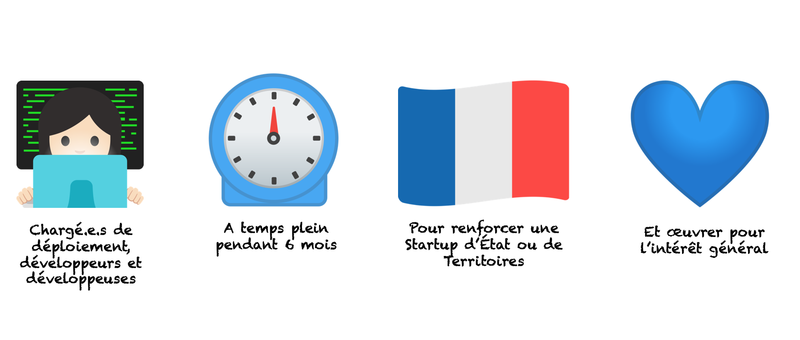 Chargé.e.s de
déploiement,
développeurs et
développeuses
A temps plein
pendant 6 mois
Pour renforcer une
Startup d'État ou de
Territoires
Et œuvrer pour
l'intérêt général